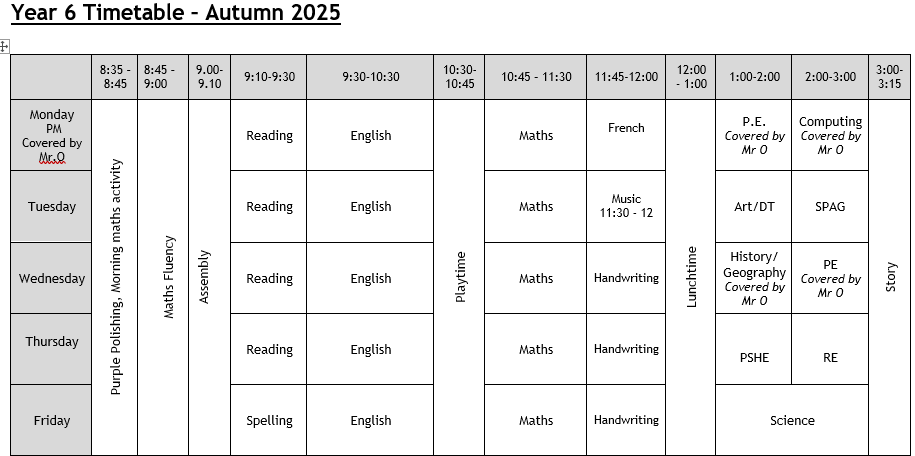 Year 6 Timetable – Autumn 2025
8:35 -
8:45
8:45 -
9:00
9.00-
9.10
9:10-9:30
9:30-10:30
10:30-
10:45
10:45 - 11:30
11:45-12:00
12:00
- 1:00
1:00-2:00
2:00-3:00
3:00-
3:15
Monday
PM
Covered by
Mr.O
Purple Polishing, Morning maths activity
Maths Fluency
Assembly
Reading
English
Playtime
Maths
French
Lunchtime
P.E.
Covered by
Mr O
Computing
Covered by
Mr O
Story
Tuesday
Reading
English
Maths
Music
11:30 - 12
Art/DT
SPAG
Wednesday
Reading
English
Maths
Handwriting
History/
Geography
Covered by
Mr O
PE
Covered by
Mr O
Thursday
Reading
English
Maths
Handwriting
PSHE
RE
Friday
Spelling
English
Maths
Handwriting
Science